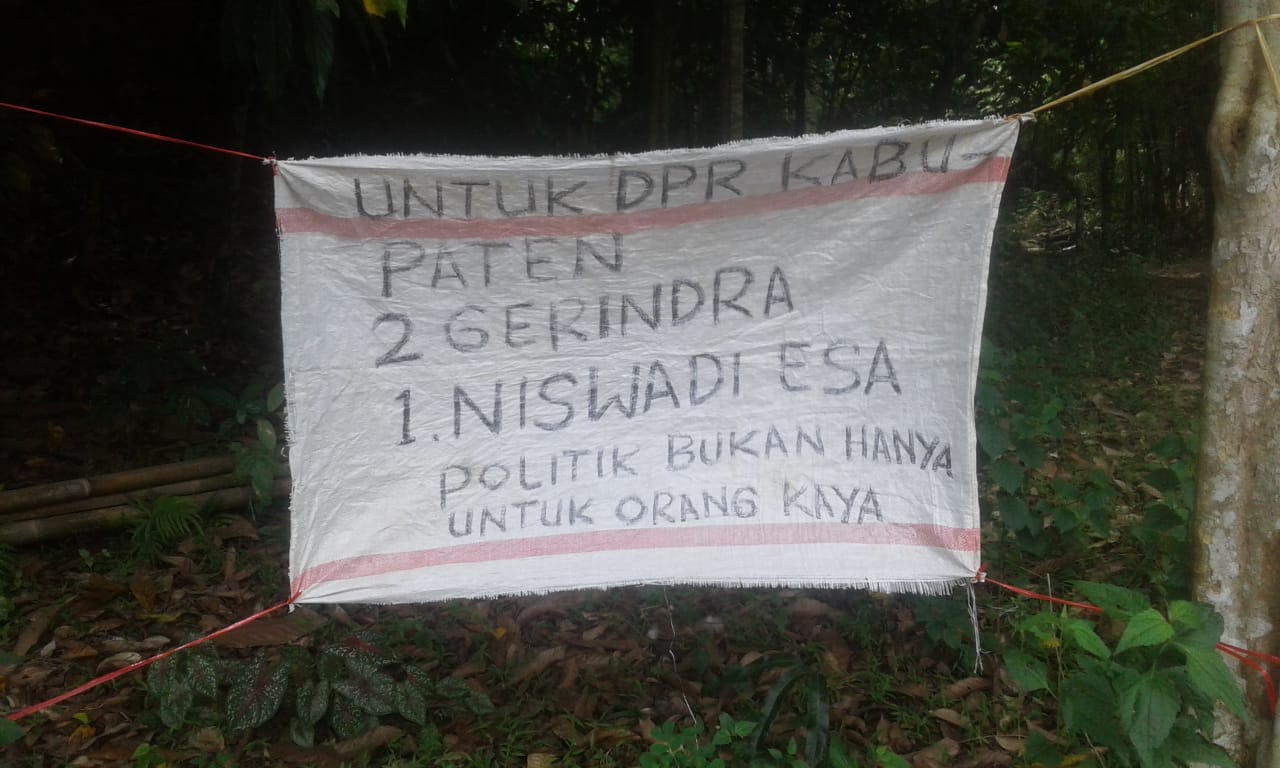 UNTUK DPR KABU-
PATEN
2 GERINDRA
1. NISWADI ESA
POLITIK BUKAN HANYA
UNTUK ORANG KAYA